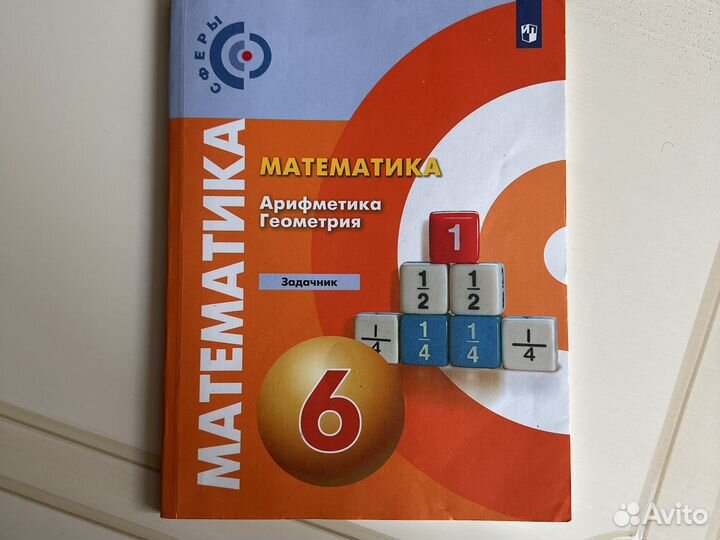 СФЕРЫ
МАТЕМАТИКА
МАТЕМАТИКА
Арифметика
Геометрия
Задачник
1
1/2 1/2
1/4 1/4 1/4 1/4
6
Avito